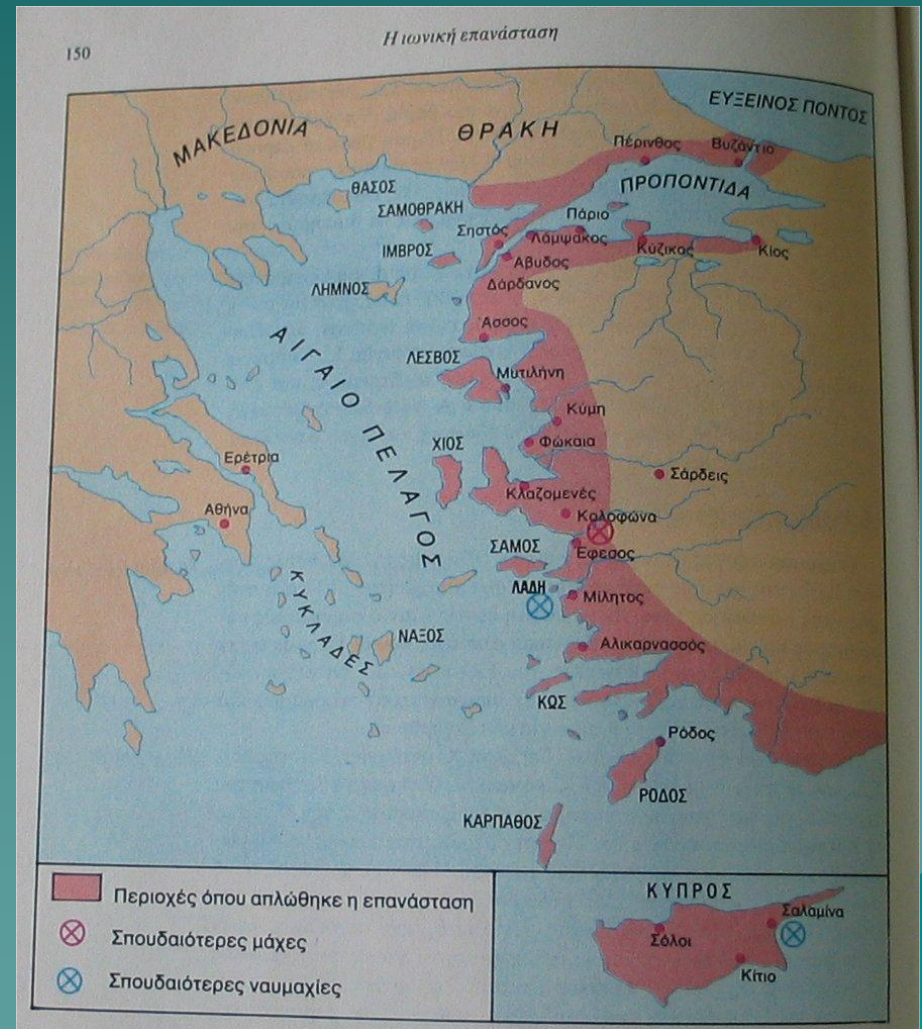 150
Η ιωνική επανάσταση
ΕΥΞΕΙΝΟΣ ΠΟΝΤΟΣ
ΜΑΚΕΔΟΝΙΑ
ΘΡΑΚΗ
Πέρινθος
Βυζάντιο
ΠΡΟΠΟΝΤΙΔΑ
ΘΑΣΟΣ
ΣΑΜΟΘΡΑΚΗ
Πάριο
Σηστός
Λάμψακος
Κύζικος
Κίος
ΙΜΒΡΟΣ
Άβυδος
ΛΗΜΝΟΣ
Δάρδανος
Άσσος
ΑΙΓΑΙΟ ΠΕΛΑΓΟΣ
ΛΕΣΒΟΣ
Μυτιλήνη
Κύμη
ΧΙΟΣ
Φώκαια
Ερέτρια
Σάρδεις
Κλαζομενές
Αθήνα
Κολοφώνα
ΣΑΜΟΣ
Έφεσος
ΛΑΔΗ
Μίλητος
ΚΥΚΛΑΔΕΣ
ΝΑΞΟΣ
Αλικαρνασσός
ΚΩΣ
Ρόδος
ΡΟΔΟΣ
ΚΑΡΠΑΘΟΣ
Περιοχές όπου απλώθηκε η επανάσταση
Σπουδαιότερες μάχες
Σπουδαιότερες ναυμαχίες
ΚΥΠΡΟΣ
Σαλαμίνα
Σόλοι
Κίτιο